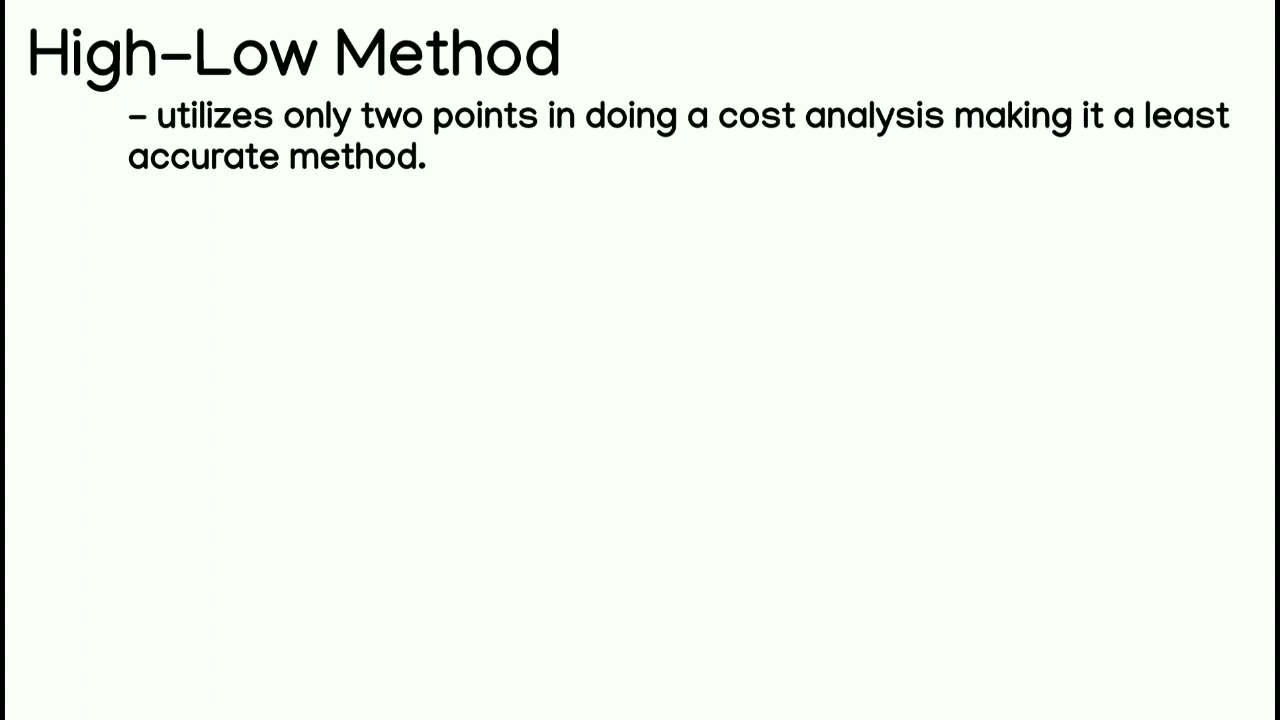 High-Low Method
- utilizes only two points in doing a cost analysis making it a least
accurate method.